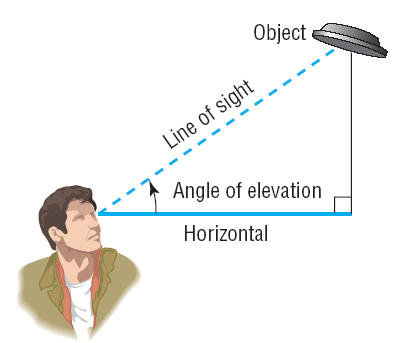 Object
Line of sight
Angle of elevation
Horizontal